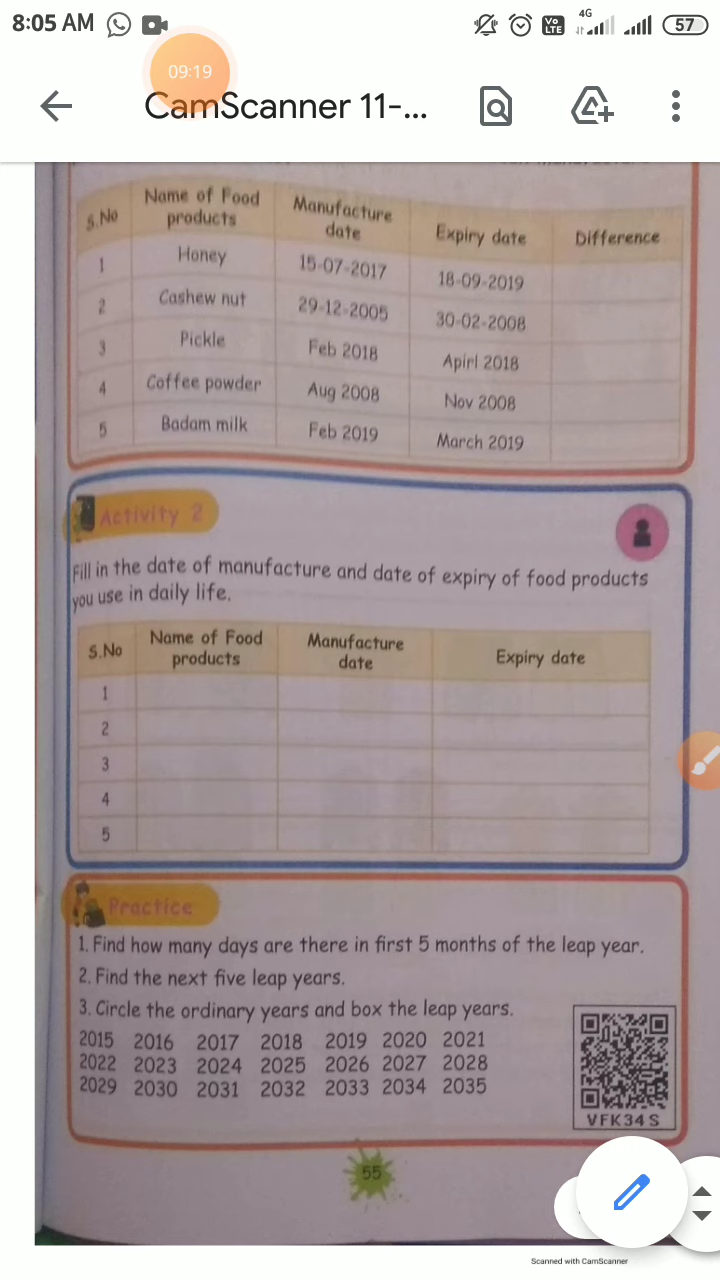 8:05 AM
Vo LTE
4G
57
09:19
CamScanner 11-...
S.No Name of Food products Manufacture date Expiry date Difference
1 Honey 15-07-2017 18-09-2019
2 Cashew nut 29-12-2005 30-02-2008
3 Pickle Feb 2018 Apirl 2018
4 Coffee powder Aug 2008 Nov 2008
5 Badam milk Feb 2019 March 2019
Activity 2
Fill in the date of manufacture and date of expiry of food products
you use in daily life.
S.No Name of Food products Manufacture date Expiry date
1
2
3
4
5
Practice
1. Find how many days are there in first 5 months of the leap year.
2. Find the next five leap years.
3. Circle the ordinary years and box the leap years.
2015 2016 2017 2018 2019 2020 2021
2022 2023 2024 2025 2026 2027 2028
2029 2030 2031 2032 2033 2034 2035
VFK34S
55
Scanned with CamScanner